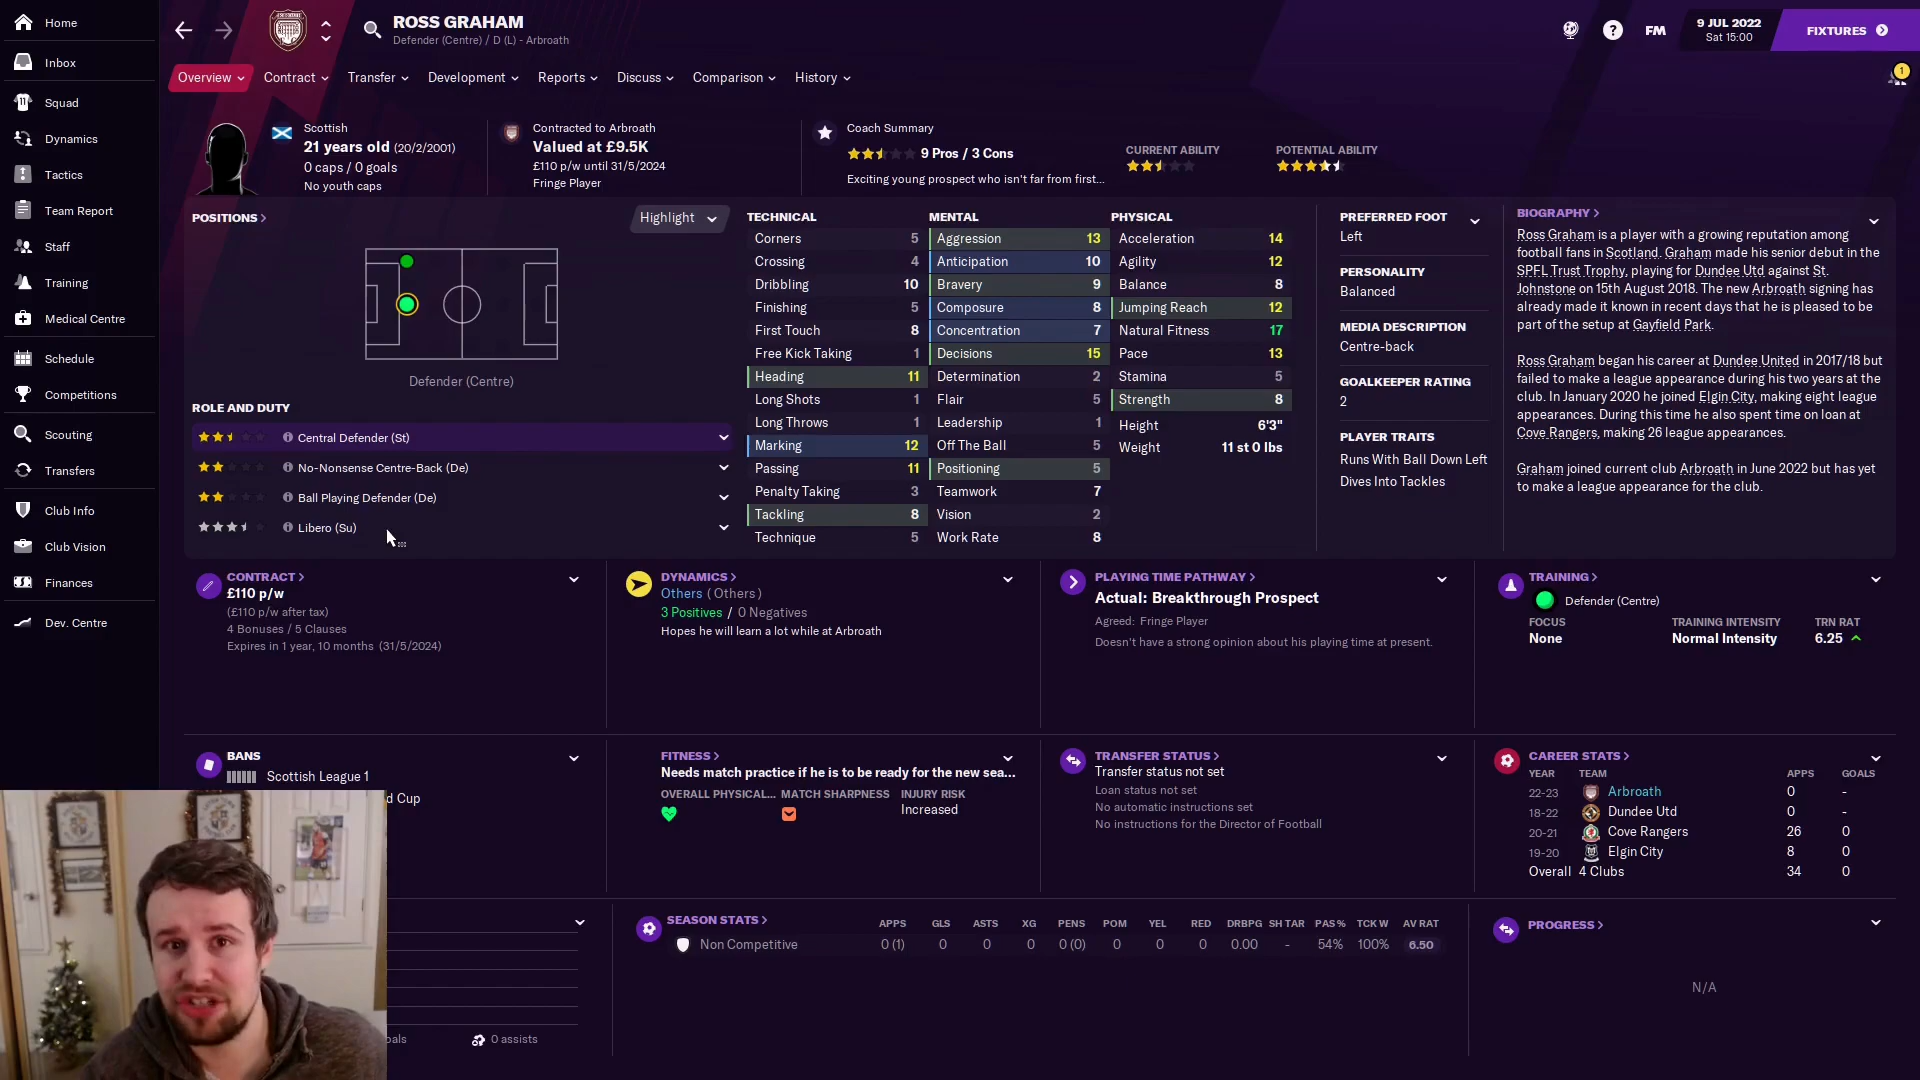 Home
Inbox
Squad
Dynamics
Tactics
Team Report
Staff
Training
Medical Centre
Schedule
Competitions
Scouting
Transfers
Club Info
Club Vision
Finances
Dev. Centre
ROSS GRAHAM
Defender (Centre) / D (L) - Arbroath
FM
9 JUL 2022
Sat 15:00
FIXTURES
1
Overview
Contract
Transfer
Development
Reports
Discuss
Comparison
History
Scottish
21 years old (20/2/2001)
0 caps / 0 goals
No youth caps
Contracted to Arbroath
Valued at £9.5K
£110 p/w until 31/5/2024
Fringe Player
Coach Summary
9 Pros / 3 Cons
Exciting young prospect who isn't far from first...
CURRENT ABILITY
POTENTIAL ABILITY
POSITIONS
Highlight
Defender (Centre)
ROLE AND DUTY
Central Defender (St)
No-Nonsense Centre-Back (De)
Ball Playing Defender (De)
Libero (Su)
TECHNICAL
Corners 5
Crossing 4
Dribbling 10
Finishing 5
First Touch 8
Free Kick Taking 1
Heading 11
Long Shots 1
Long Throws 1
Marking 12
Passing 11
Penalty Taking 3
Tackling 8
Technique 5
MENTAL
Aggression 13
Anticipation 10
Bravery 9
Composure 8
Concentration 7
Decisions 15
Determination 2
Flair 5
Leadership 1
Off The Ball 5
Positioning 5
Teamwork 7
Vision 2
Work Rate 8
PHYSICAL
Acceleration 14
Agility 12
Balance 8
Jumping Reach 12
Natural Fitness 17
Pace 13
Stamina 5
Strength 8
Height 6'3"
Weight 11 st 0 lbs
PREFERRED FOOT
Left
PERSONALITY
Balanced
MEDIA DESCRIPTION
Centre-back
GOALKEEPER RATING
2
PLAYER TRAITS
Runs With Ball Down Left
Dives Into Tackles
BIOGRAPHY
Ross Graham is a player with a growing reputation among
football fans in Scotland. Graham made his senior debut in the
SPFL Trust Trophy, playing for Dundee Utd against St.
Johnstone on 15th August 2018. The new Arbroath signing has
already made it known in recent days that he is pleased to be
part of the setup at Gayfield Park.
Ross Graham began his career at Dundee United in 2017/18 but
failed to make a league appearance during his two years at the
club. In January 2020 he joined Elgin City, making eight league
appearances. During this time he also spent time on loan at
Cove Rangers, making 26 league appearances.
Graham joined current club Arbroath in June 2022 but has yet
to make a league appearance for the club.
CONTRACT
£110 p/w
(£110 p/w after tax)
4 Bonuses / 5 Clauses
Expires in 1 year, 10 months (31/5/2024)
DYNAMICS
Others (Others)
3 Positives / 0 Negatives
Hopes he will learn a lot while at Arbroath
PLAYING TIME PATHWAY
Actual: Breakthrough Prospect
Agreed: Fringe Player
Doesn't have a strong opinion about his playing time at present.
TRAINING
Defender (Centre)
FOCUS TRAINING INTENSITY TRN RAT
None Normal Intensity 6.25
BANS
Scottish League 1
d Cup
FITNESS
Needs match practice if he is to be ready for the new sea...
OVERALL PHYSICAL... MATCH SHARPNESS INJURY RISK
Increased
TRANSFER STATUS
Transfer status not set
Loan status not set
No automatic instructions set
No instructions for the Director of Football
CAREER STATS
YEAR TEAM APPS GOALS
22-23 Arbroath 0 -
18-22 Dundee Utd 0 -
20-21 Cove Rangers 26 0
19-20 Elgin City 8 0
Overall 4 Clubs 34 0
oals 0 assists
SEASON STATS APPS GLS ASTS XG PENS POM YEL RED DRBPG SH TAR PAS % TCK W AV RAT
Non Competitive 0 (1) 0 0 0 0 (0) 0 0 0 0.00 - 54% 100% 6.50
PROGRESS
N/A